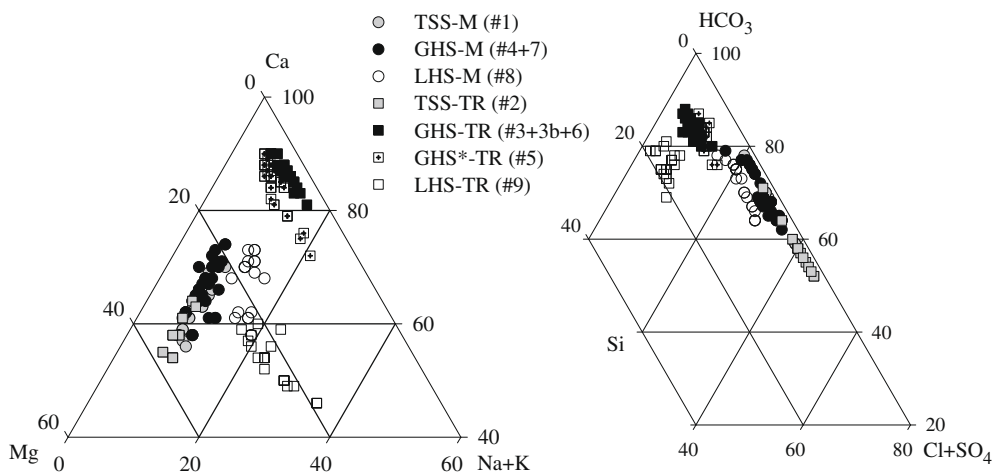 TSS-M (#1)
GHS-M (#4+7)
LHS-M (#8)
TSS-TR (#2)
GHS-TR (#3+3b+6)
GHS*-TR (#5)
LHS-TR (#9)
Ca
0 100
20 80
40 60
60 40
Mg Na+K
0 20 40 60
HCO₃
0 100
20 80
40 60
Si 40
20
40 60 80 Cl+SO₄